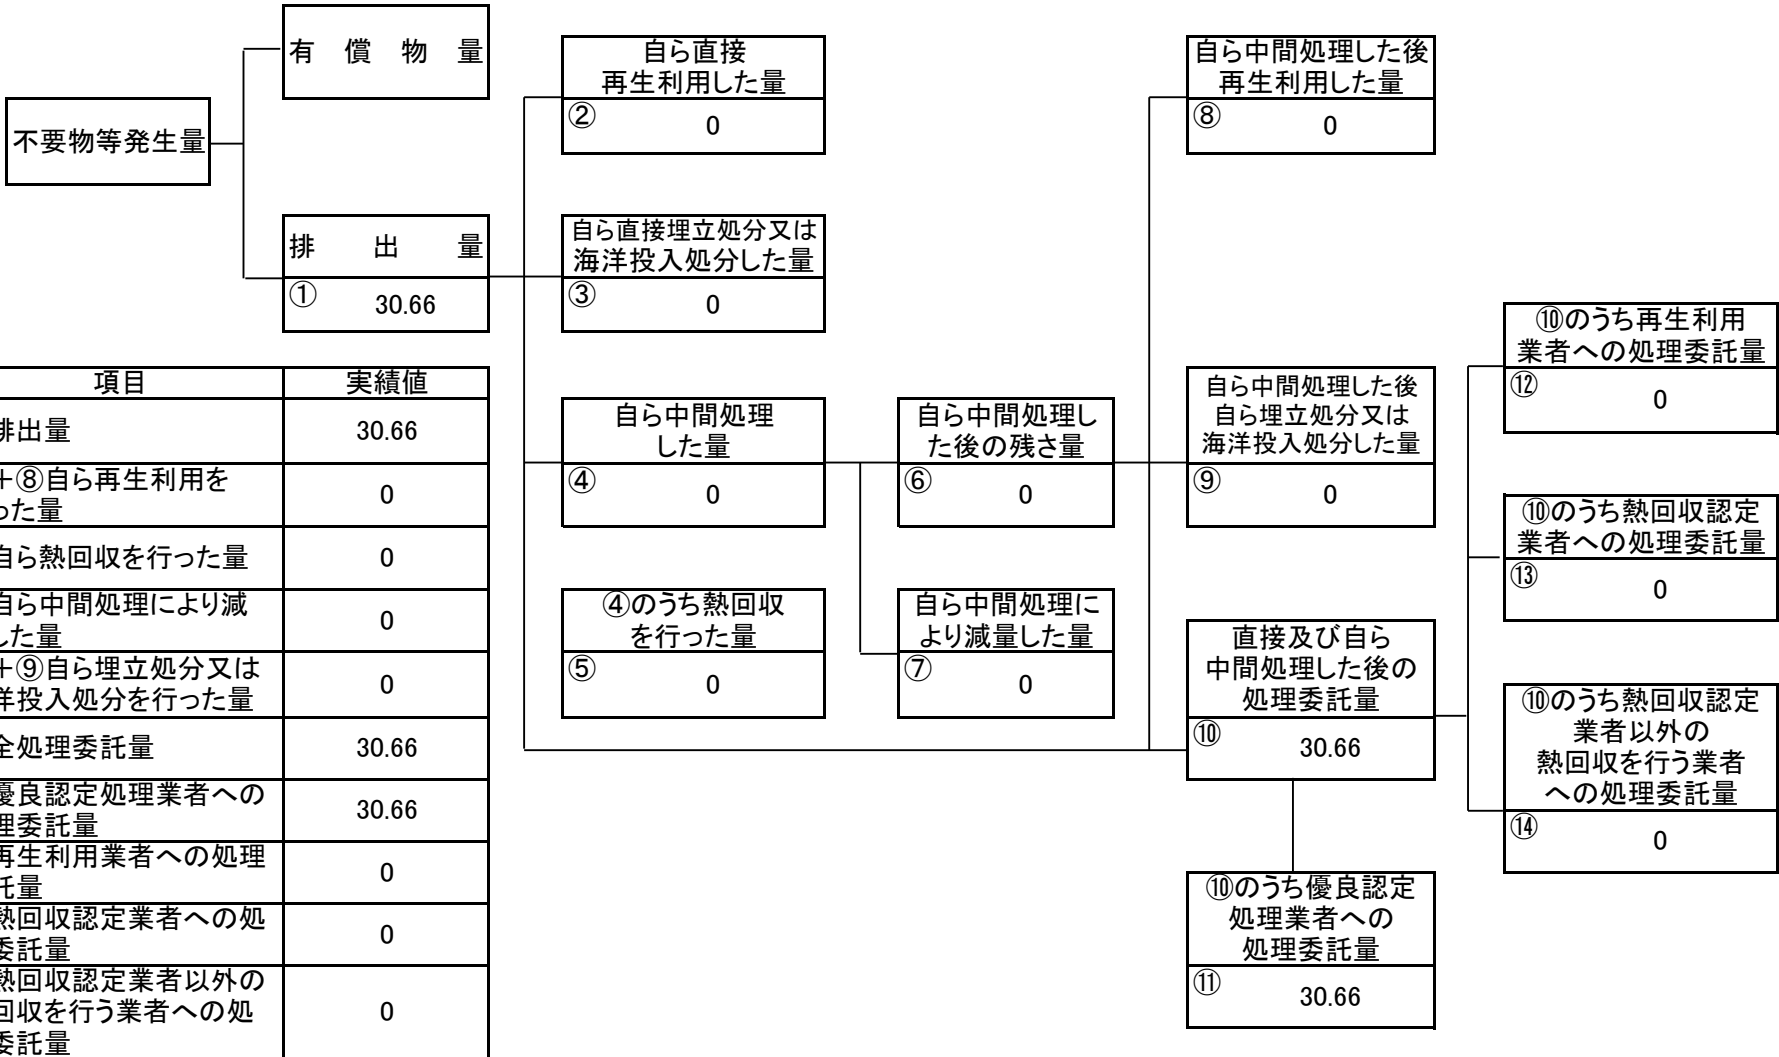 有償物量
不要物等発生量
排出量
① 30.66
自ら直接
再生利用した量
② 0
自ら直接埋立処分又は
海洋投入処分した量
③ 0
自ら中間処理
した量
④ 0
④のうち熱回収
を行った量
⑤ 0
自ら中間処理し
た後の残さ量
⑥ 0
自ら中間処理に
より減量した量
⑦ 0
自ら中間処理した後
再生利用した量
⑧ 0
自ら中間処理した後
自ら埋立処分又は
海洋投入処分した量
⑨ 0
直接及び自ら
中間処理した後の
処理委託量
⑩ 30.66
⑩のうち優良認定
処理業者への
処理委託量
⑪ 30.66
⑩のうち再生利用
業者への処理委託量
⑫ 0
⑩のうち熱回収認定
業者への処理委託量
⑬ 0
⑩のうち熱回収認定
業者以外の
熱回収を行う業者
への処理委託量
⑭ 0
項目 実績値
排出量 30.66
+⑧自ら再生利用を
った量 0
自ら熱回収を行った量 0
自ら中間処理により減
した量 0
+⑨自ら埋立処分又は
洋投入処分を行った量 0
全処理委託量 30.66
優良認定処理業者への
理委託量 30.66
再生利用業者への処理
託量 0
熱回収認定業者への処
委託量 0
熱回収認定業者以外の
回収を行う業者への処
委託量 0